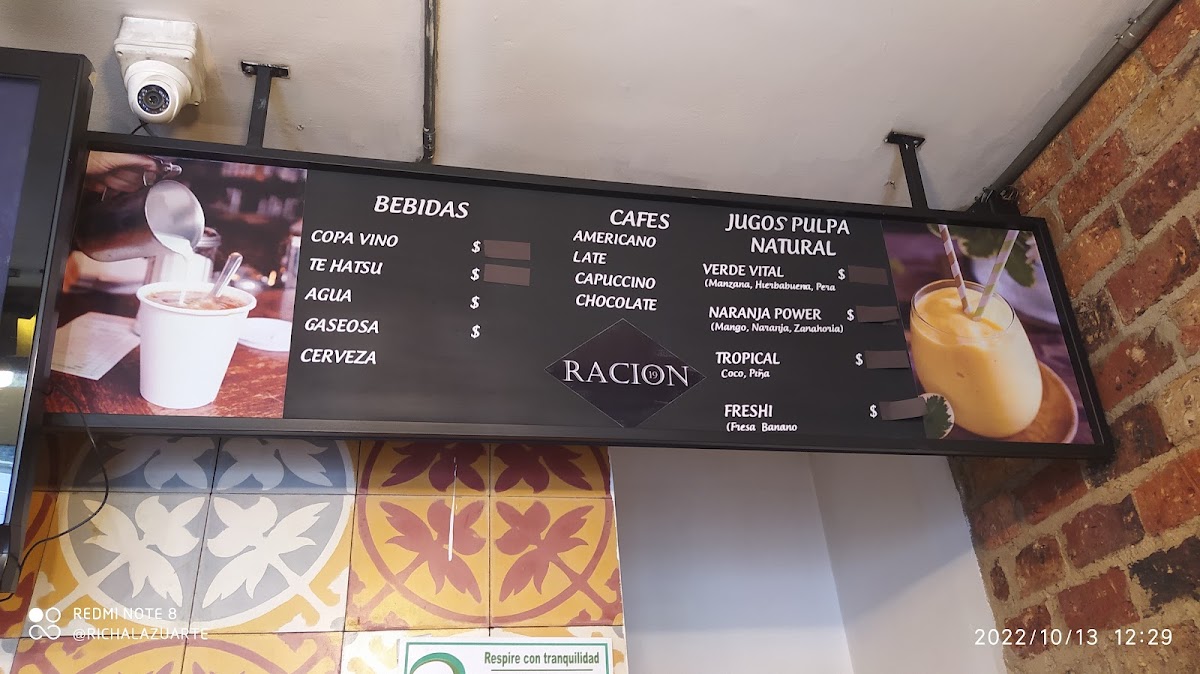 BEBIDAS
COPA VINO $
TE HATSU $
AGUA $
GASEOSA $
CERVEZA
CAFES
AMERICANO
LATE
CAPUCCINO
CHOCOLATE
RACION
19
JUGOS PULPA
NATURAL
VERDE VITAL $
(Manzana, Hierbabuena, Pera
NARANJA POWER $
(Mango, Naranja, Zanahoria)
TROPICAL $
Coco, Piña
FRESHI $
(Fresa Banano
Respire con tranquilidad
REDMI NOTE 8
@RICHALAZUARTE
2022/10/13 12:29